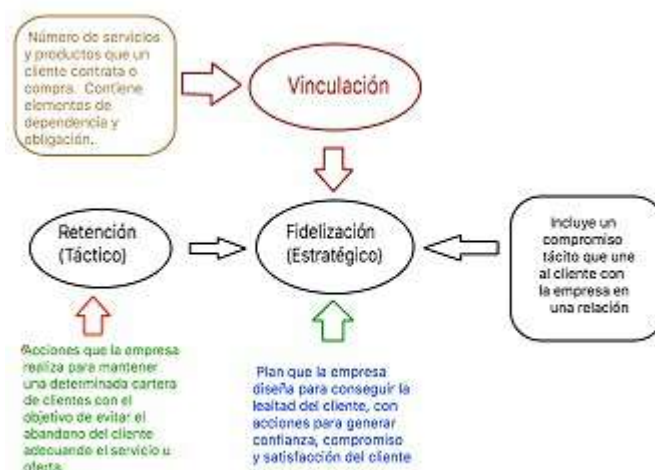 Número de servicios
y productos que un
cliente contrata o
compra. Contiene
elementos de
dependencia y
obligación.
Vinculación
Retención
(Táctico)
Fidelización
(Estratégico)
Incluye un
compromiso
tácito que une
al cliente con
la empresa en
una relación
Acciones que la empresa
realiza para mantener
una determinada cartera
de clientes con el
objetivo de evitar el
abandono del cliente
adecuando el servicio u
oferta
Plan que la empresa
diseña para conseguir la
lealtad del cliente, con
acciones para generar
confianza, compromiso
y satisfacción del cliente